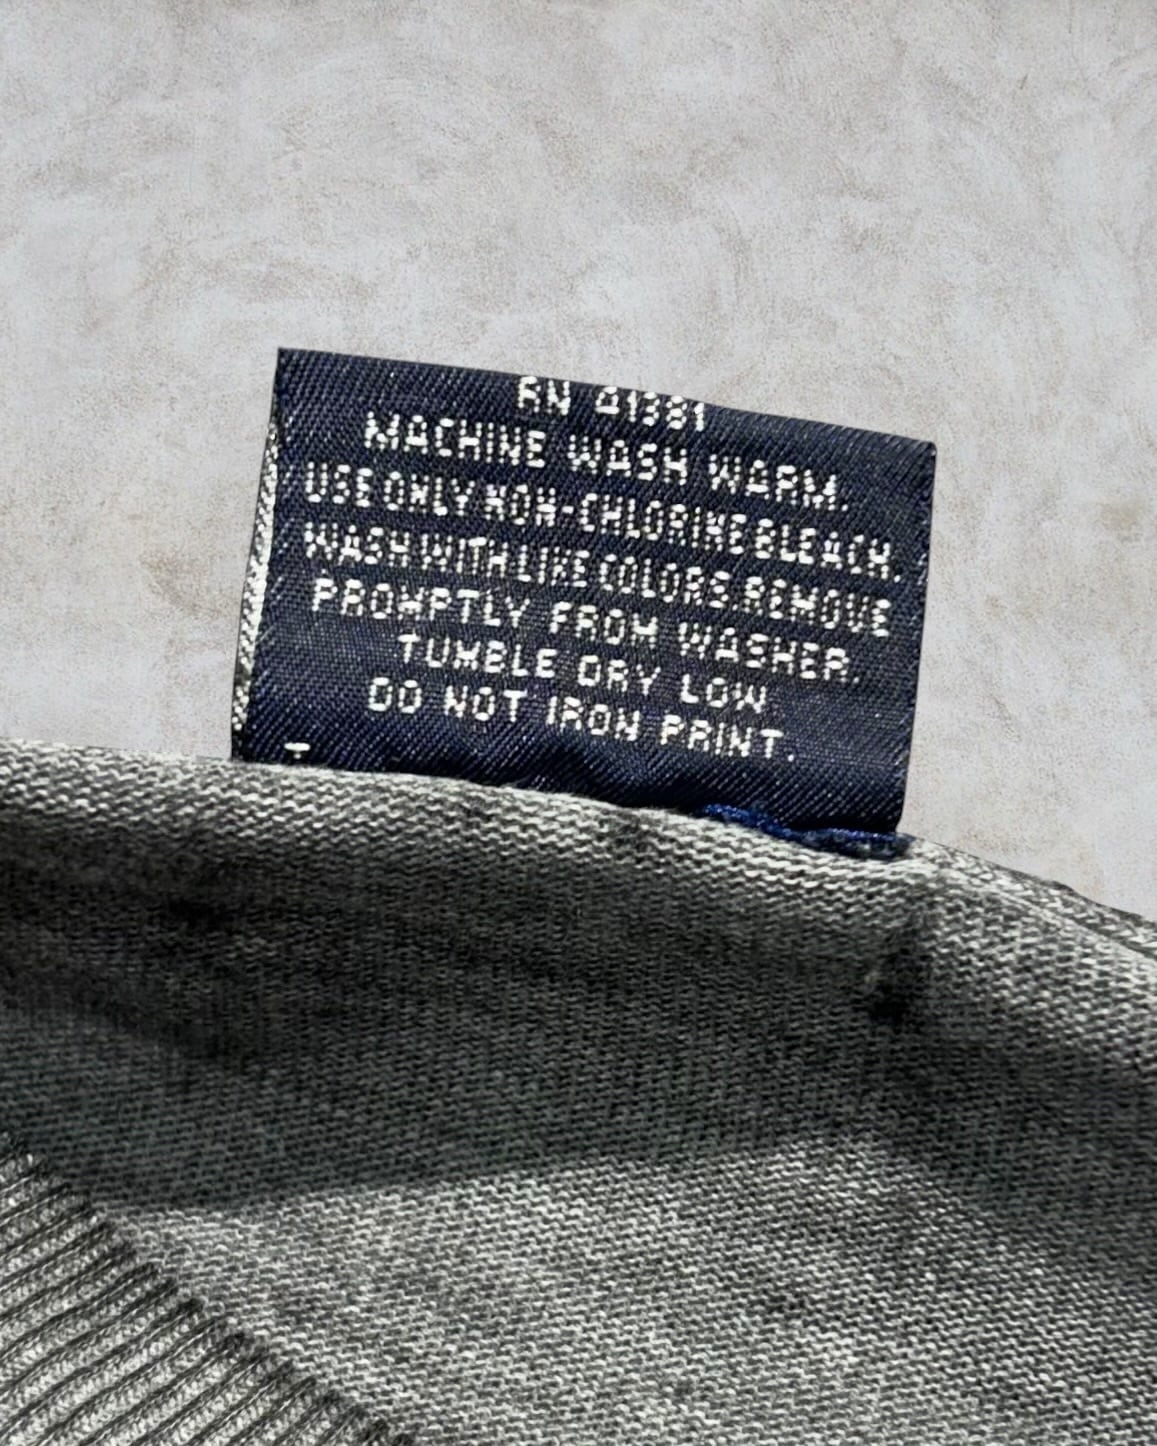 RN 41381
MACHINE WASH WARM.
USE ONLY NON-CHLORINE BLEACH.
WASH WITH LIKE COLORS. REMOVE
PROMPTLY FROM WASHER.
TUMBLE DRY LOW.
DO NOT IRON PRINT.